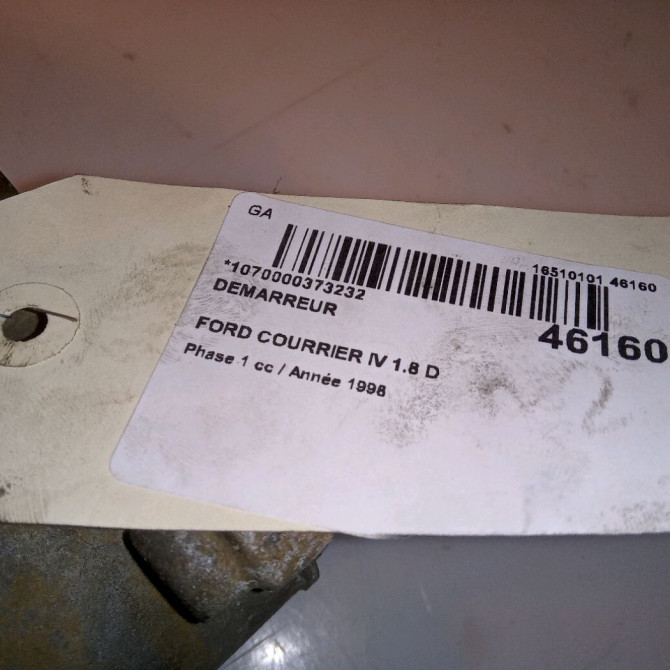 GA
16510101 46160
*1070000373232
DEMARREUR
46160
FORD COURRIER IV 1.8 D
Phase 1 cc / Année 1998